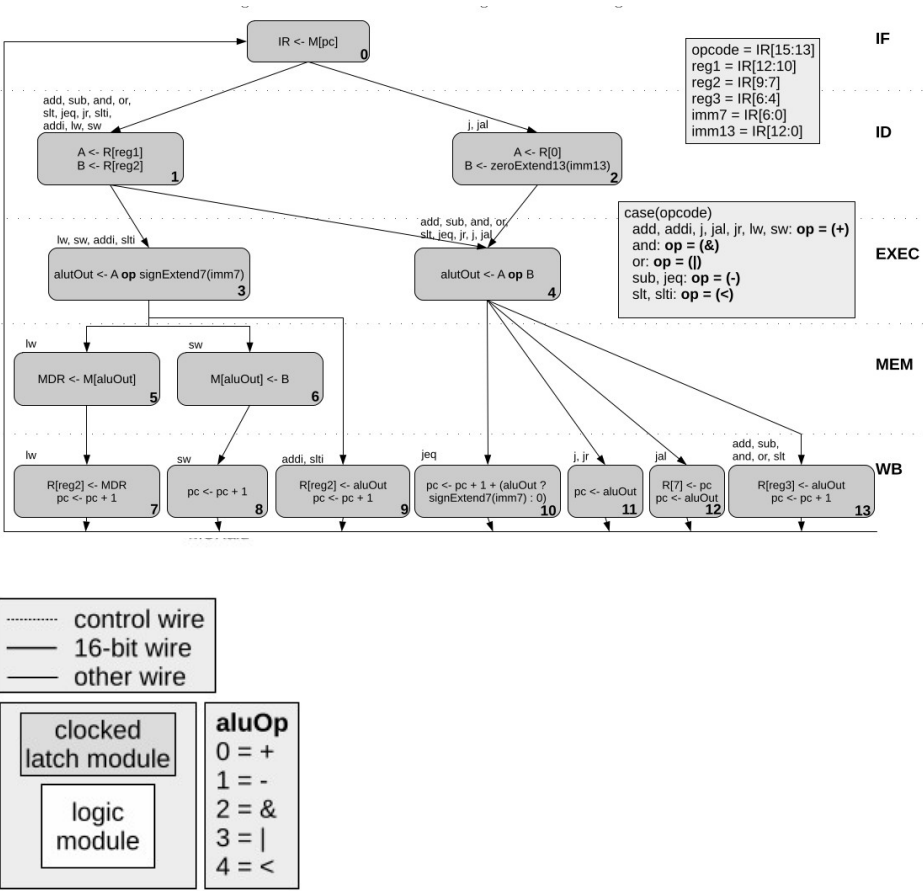 IR <- M[pc]
0
IF
opcode = IR[15:13]
reg1 = IR[12:10]
reg2 = IR[9:7]
reg3 = IR[6:4]
imm7 = IR[6:0]
imm13 = IR[12:0]
add, sub, and, or,
slt, jeq, jr, slti,
addi, lw, sw
j, jal
ID
A <- R[reg1]
B <- R[reg2]
1
A <- R[0]
B <- zeroExtend13(imm13)
2
case(opcode)
add, addi, j, jal, jr, lw, sw: op = (+)
and: op = (&)
or: op = (|)
sub, jeq: op = (-)
slt, slti: op = (<)
lw, sw, addi, slti
add, sub, and, or,
slt, jeq, jr, j, jal
EXEC
alutOut <- A op signExtend7(imm7)
3
alutOut <- A op B
4
lw
sw
MEM
MDR <- M[aluOut]
5
M[aluOut] <- B
6
lw
sw
addi, slti
jeq
j, jr
jal
add, sub,
and, or, slt
WB
R[reg2] <- MDR
pc <- pc + 1
7
pc <- pc + 1
8
R[reg2] <- aluOut
pc <- pc + 1
9
pc <- pc + 1 + (aluOut ?
signExtend7(imm7) : 0)
10
pc <- aluOut
11
R[7] <- pc
pc <- aluOut
12
R[reg3] <- aluOut
pc <- pc + 1
13
control wire
16-bit wire
other wire
clocked
latch module
logic
module
aluOp
0 = +
1 = -
2 = &
3 = |
4 = <